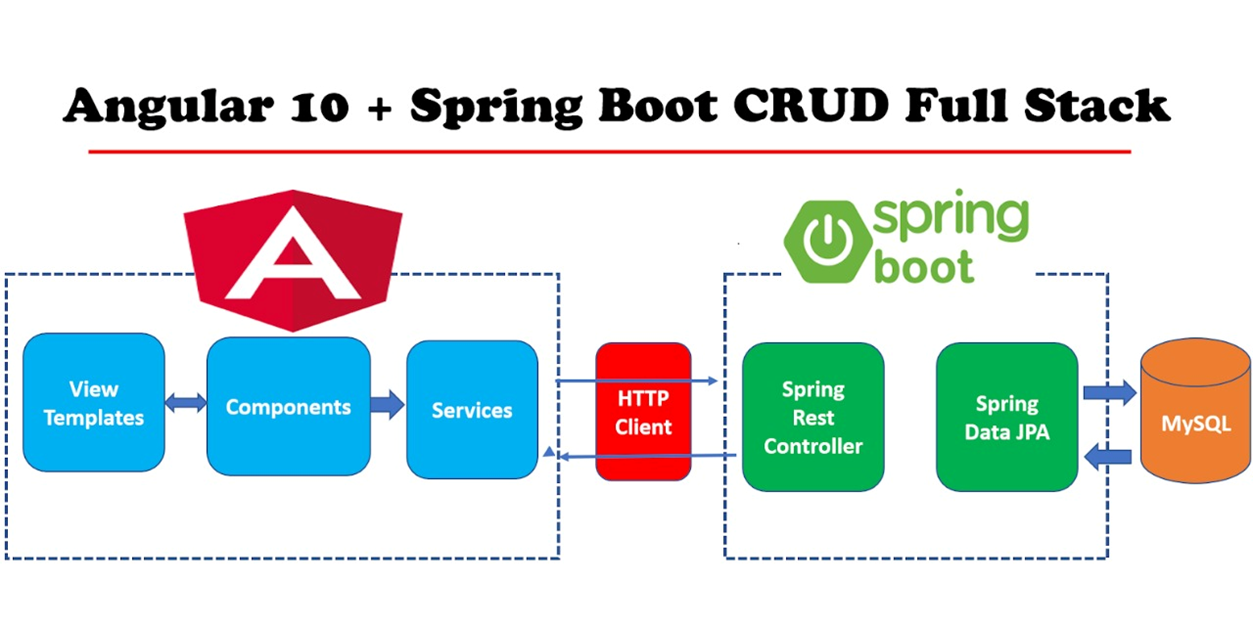 Angular 10 + Spring Boot CRUD Full Stack
spring
boot
View
Templates
Components
Services
HTTP
Client
Spring
Rest
Controller
Spring
Data JPA
MySQL